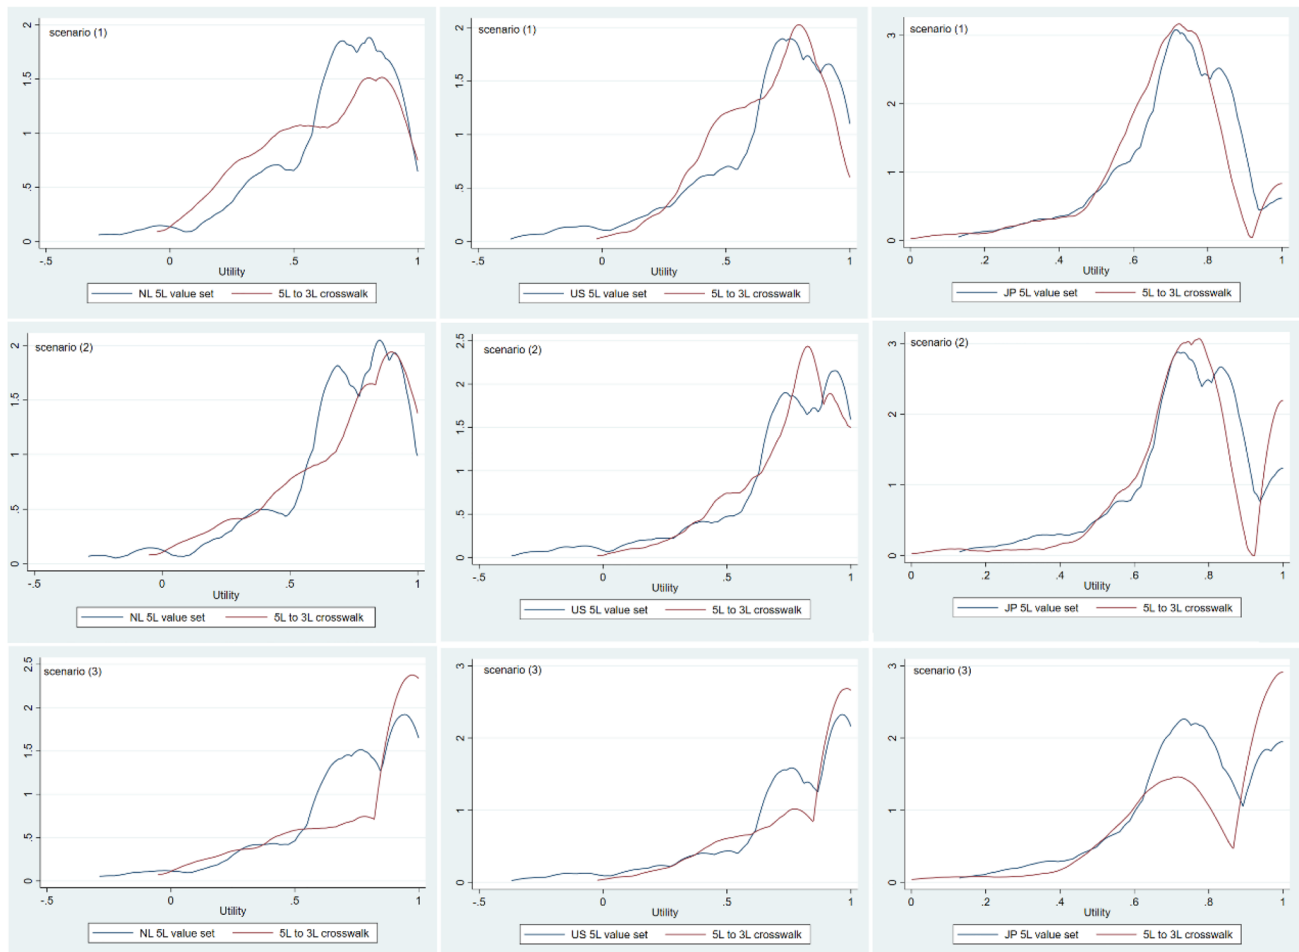 scenario (1)
2
1.5
1
.5
0
-.5 0 .5 1
Utility
NL 5L value set 5L to 3L crosswalk
scenario (1)
2
1.5
1
.5
0
-.5 0 .5 1
Utility
US 5L value set 5L to 3L crosswalk
scenario (1)
3
2
1
0
0 .2 .4 .6 .8 1
Utility
JP 5L value set 5L to 3L crosswalk
scenario (2)
2
1.5
1
.5
0
-.5 0 .5 1
Utility
NL 5L value set 5L to 3L crosswalk
scenario (2)
2.5
2
1.5
1
.5
0
-.5 0 .5 1
Utility
US 5L value set 5L to 3L crosswalk
scenario (2)
3
2
1
0
0 .2 .4 .6 .8 1
Utility
JP 5L value set 5L to 3L crosswalk
scenario (3)
2.5
2
1.5
1
.5
0
-.5 0 .5 1
Utility
NL 5L value set 5L to 3L crosswalk
scenario (3)
3
2
1
0
-.5 0 .5 1
Utility
US 5L value set 5L to 3L crosswalk
scenario (3)
3
2
1
0
0 .2 .4 .6 .8 1
Utility
JP 5L value set 5L to 3L crosswalk